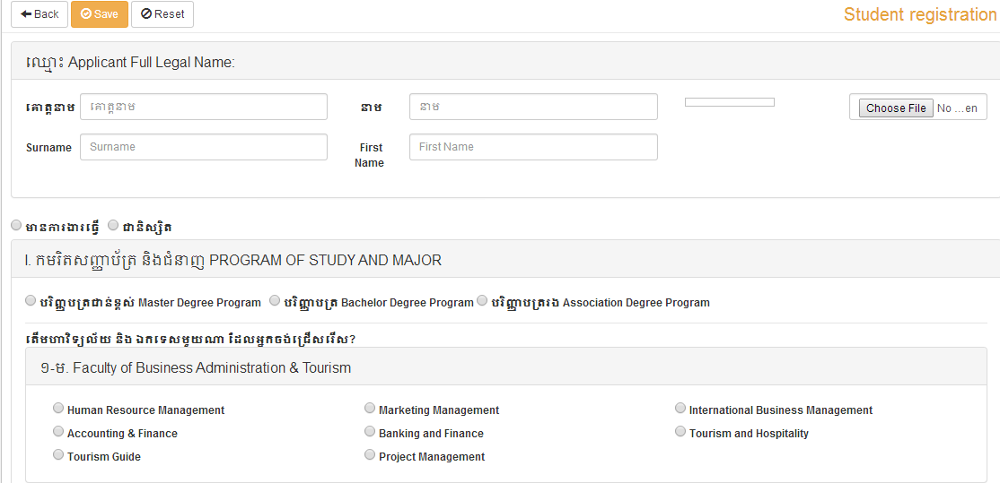 Back Save Reset Student registration
ឈ្មោះ Applicant Full Legal Name:
គោត្តនាម គោត្តនាម នាម នាម Choose File No ...en
Surname Surname First Name First Name
មានការងារធ្វើ ជានិស្សិត
I. កម្រិតសញ្ញាប័ត្រ និងជំនាញ PROGRAM OF STUDY AND MAJOR
បរិញ្ញបត្រជាន់ខ្ពស់ Master Degree Program បរិញ្ញាបត្រ Bachelor Degree Program បរិញ្ញាបត្ររង Association Degree Program
តើមហាវិទ្យល័យ និង ឯកទេសមួយណា ដែលអ្នកចង់ជ្រើសរើស?
១-ម. Faculty of Business Administration & Tourism
Human Resource Management Marketing Management International Business Management
Accounting & Finance Banking and Finance Tourism and Hospitality
Tourism Guide Project Management